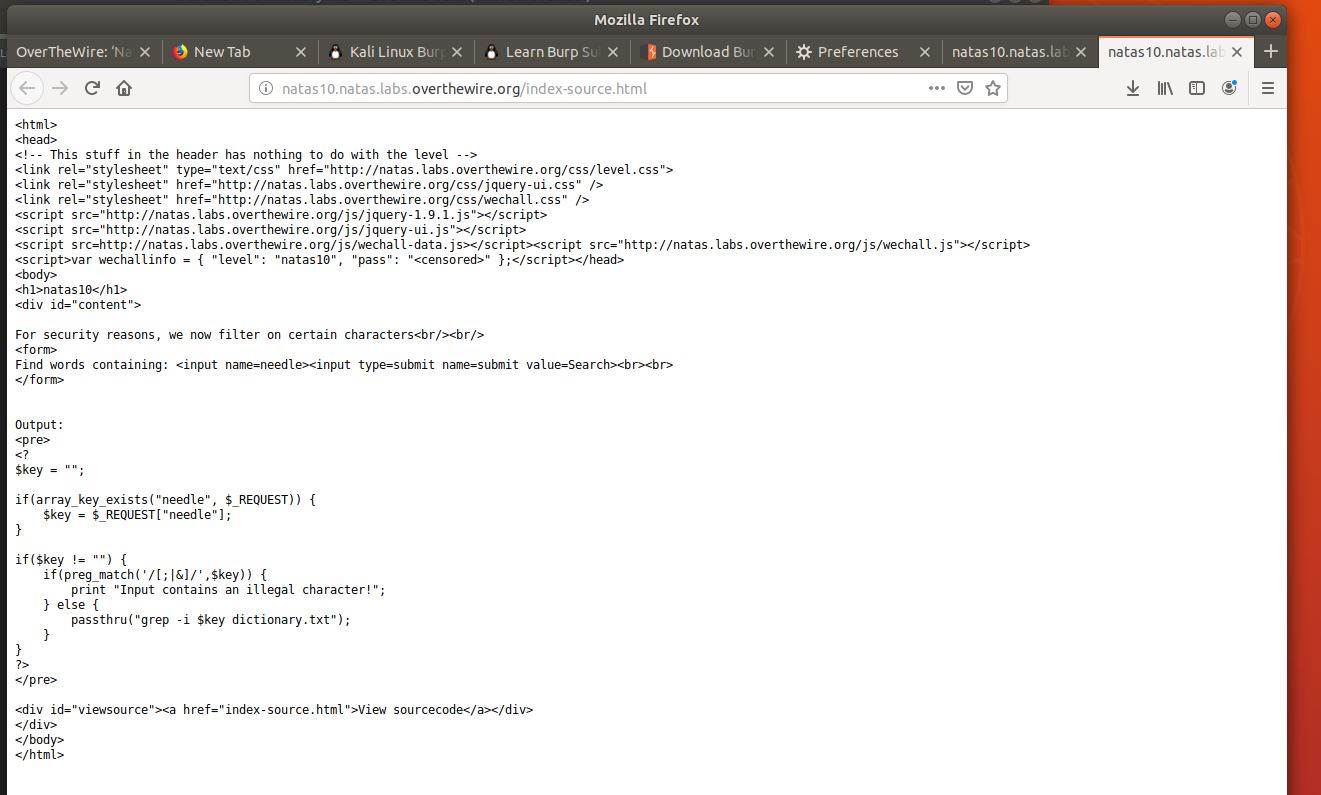 Mozilla Firefox
OverTheWire: 'Na
New Tab
Kali Linux Burp
Learn Burp Su
Download Bur
Preferences
natas10.natas.lab
natas10.natas.lab
natas10.natas.labs.overthewire.org/index-source.html
<html>
<head>
<!-- This stuff in the header has nothing to do with the level -->
<link rel="stylesheet" type="text/css" href="http://natas.labs.overthewire.org/css/level.css">
<link rel="stylesheet" href="http://natas.labs.overthewire.org/css/jquery-ui.css" />
<link rel="stylesheet" href="http://natas.labs.overthewire.org/css/wechall.css" />
<script src="http://natas.labs.overthewire.org/js/jquery-1.9.1.js"></script>
<script src="http://natas.labs.overthewire.org/js/jquery-ui.js"></script>
<script src=http://natas.labs.overthewire.org/js/wechall-data.js></script><script src="http://natas.labs.overthewire.org/js/wechall.js"></script>
<script>var wechallinfo = { "level": "natas10", "pass": "<censored>" };</script></head>
<body>
<h1>natas10</h1>
<div id="content">
For security reasons, we now filter on certain characters<br/><br/>
<form>
Find words containing: <input name=needle><input type=submit name=submit value=Search><br><br>
</form>
Output:
<pre>
<?
$key = "";
if(array_key_exists("needle", $_REQUEST)) {
    $key = $_REQUEST["needle"];
}
if($key != "") {
    if(preg_match('/[;|&]/',$key)) {
        print "Input contains an illegal character!";
    } else {
        passthru("grep -i $key dictionary.txt");
    }
}
?>
</pre>
<div id="viewsource"><a href="index-source.html">View sourcecode</a></div>
</div>
</body>
</html>